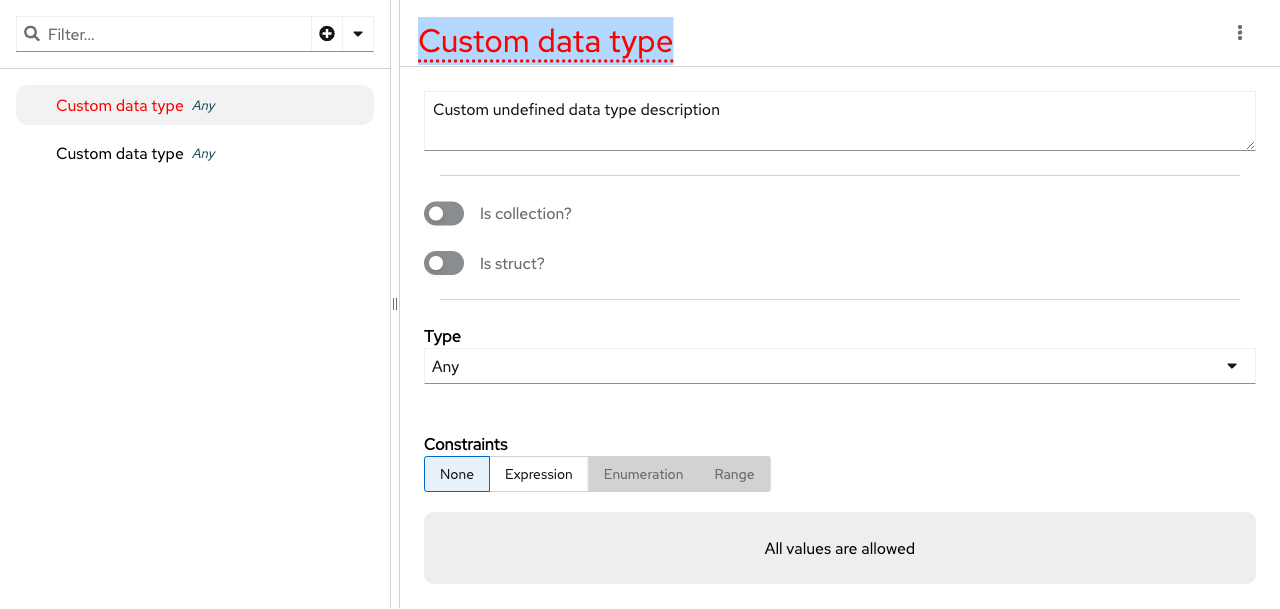 Filter...
Custom data type Any
Custom data type Any
Custom data type
Custom undefined data type description
Is collection?
Is struct?
Type
Any
Constraints
None Expression Enumeration Range
All values are allowed